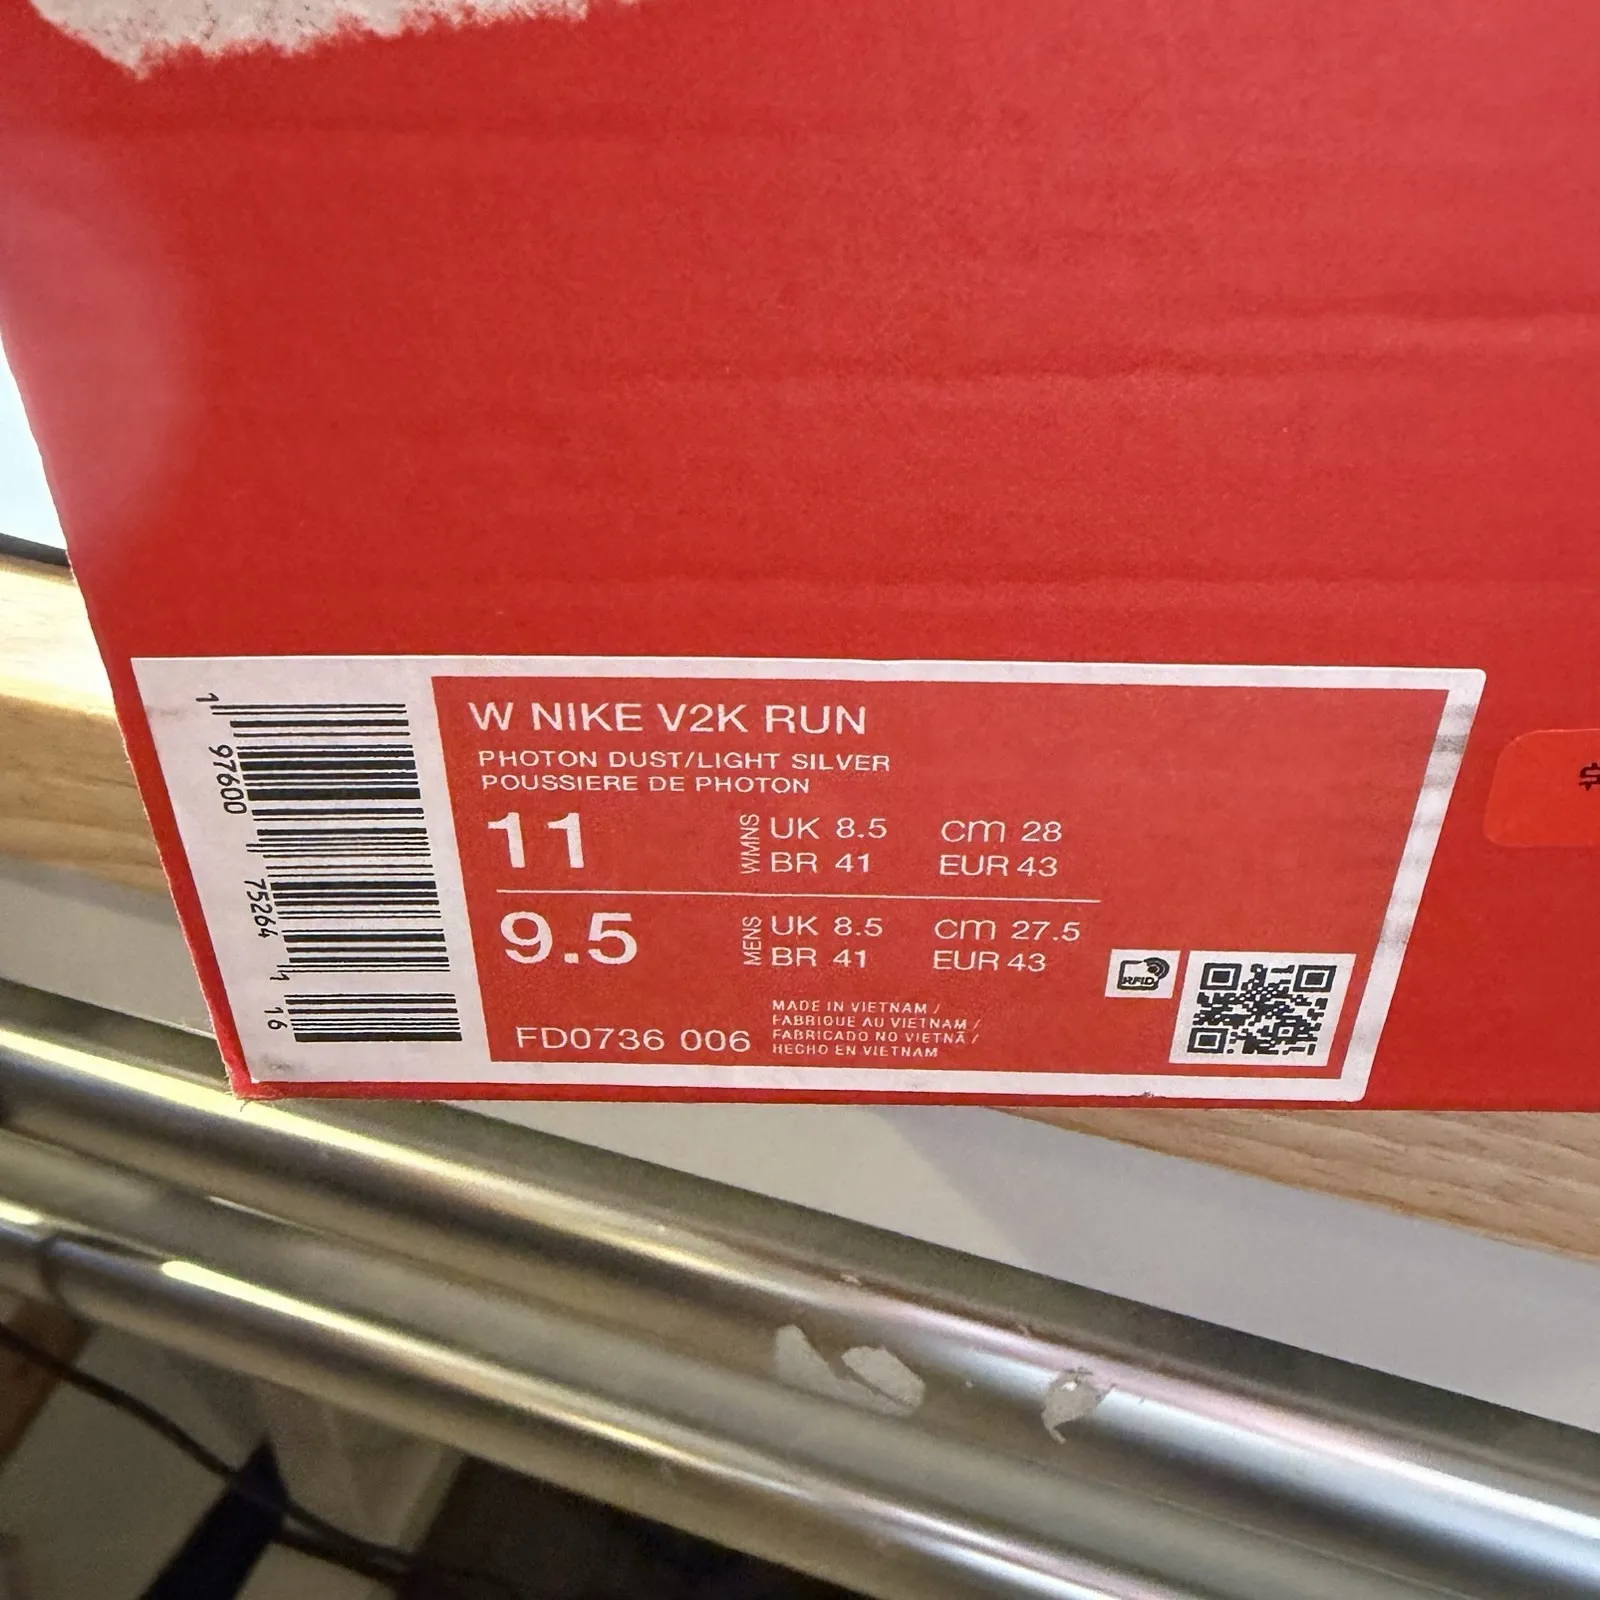 W NIKE V2K RUN
PHOTON DUST/LIGHT SILVER
POUSSIERE DE PHOTON
11
WMNS
UK 8.5 cm 28
BR 41 EUR 43
9.5
MENS
UK 8.5 cm 27.5
BR 41 EUR 43
FD0736 006
MADE IN VIETNAM /
FABRIQUE AU VIETNAM /
FABRICADO NO VIETNÃ /
HECHO EN VIETNAM
RFID
1 97600 75264 1 16
$